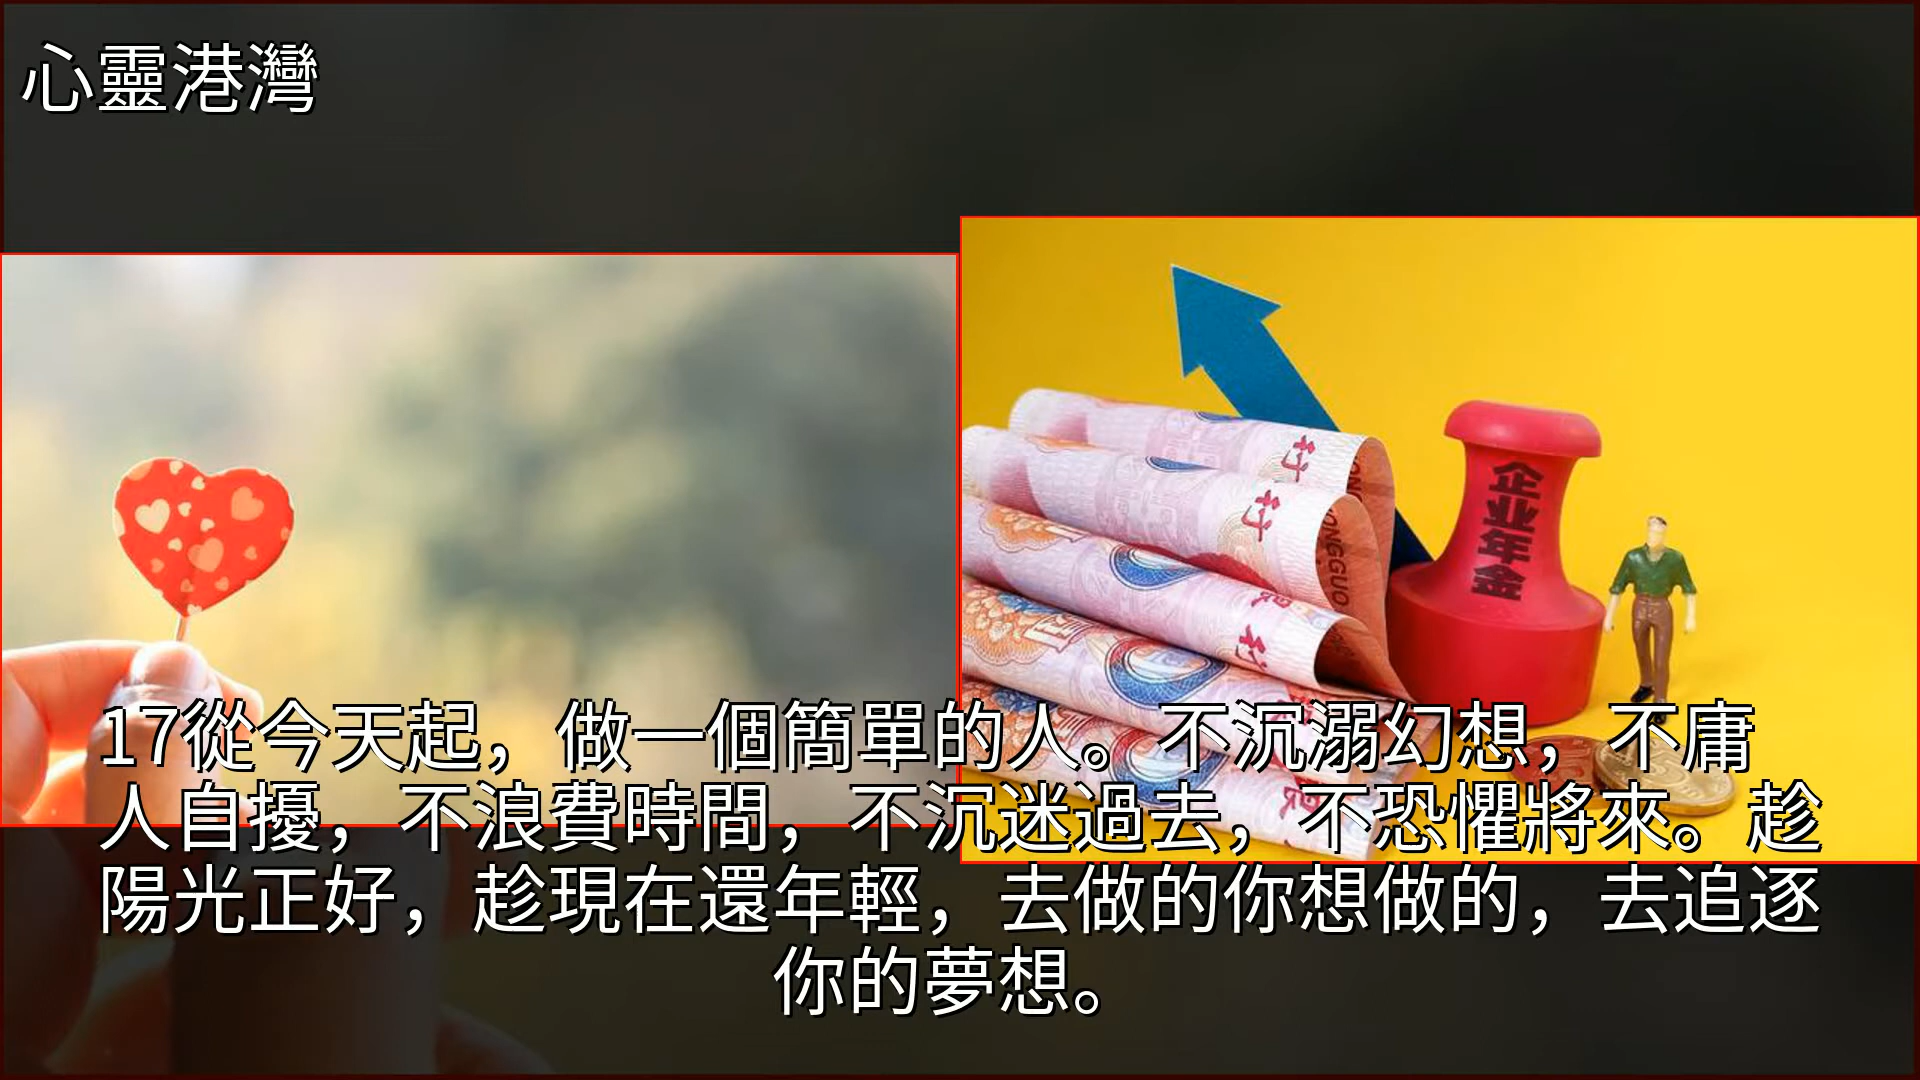 心靈港灣
企业年金
17從今天起，做一個簡單的人。不沉溺幻想，不庸
人自擾，不浪費時間，不沉迷過去，不恐懼將來。趁
陽光正好，趁現在還年輕，去做的你想做的，去追逐
你的夢想。